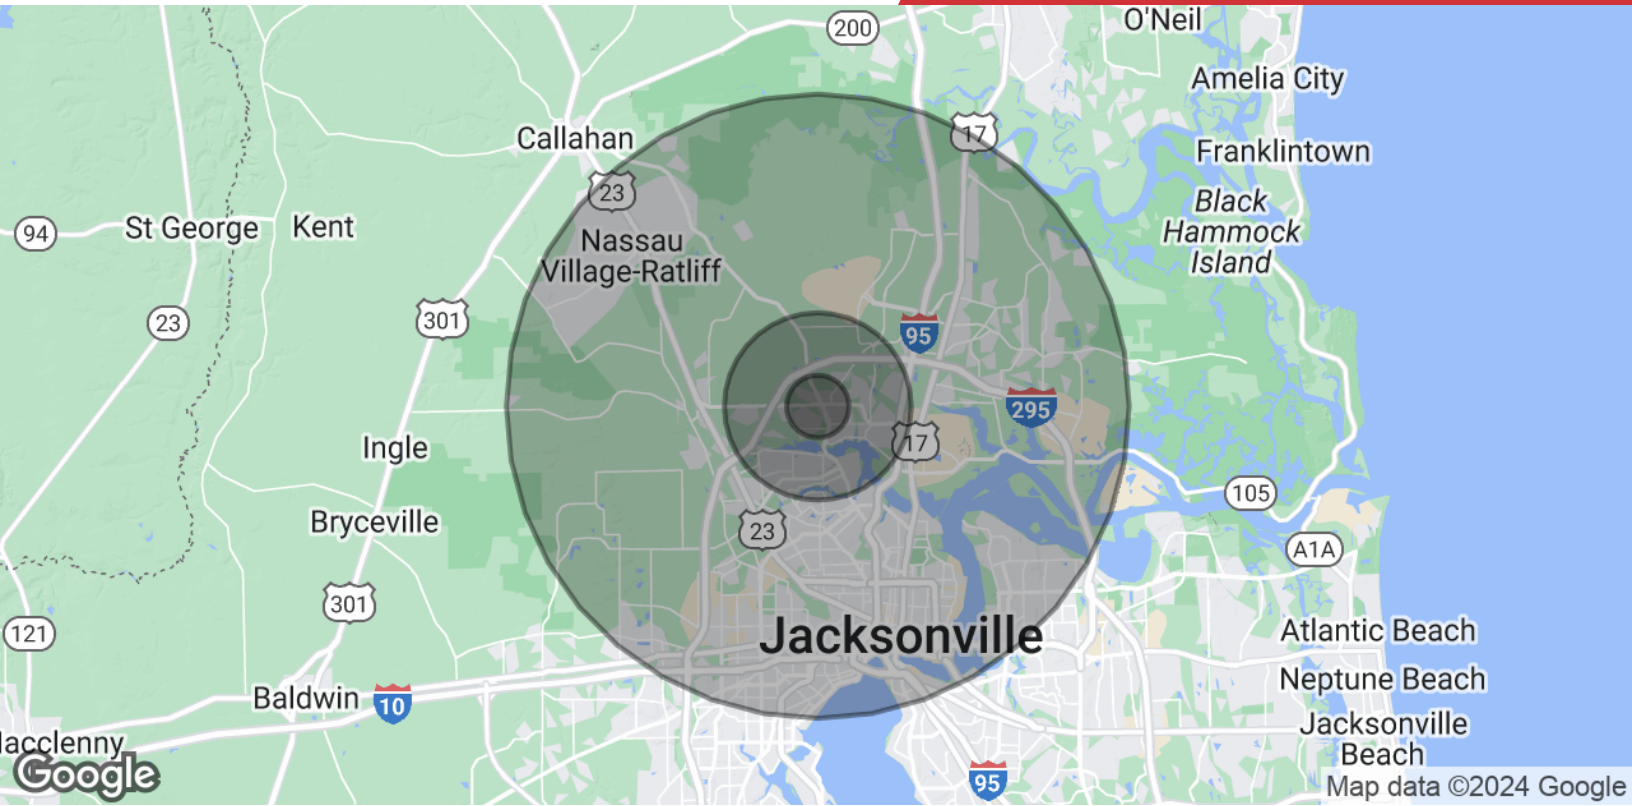 O'Neil
200
Amelia City
17
Callahan
Franklintown
23
Black
Hammock
Island
94
St George
Kent
Nassau
Village-Ratliff
23
301
95
295
17
Ingle
105
Bryceville
23
A1A
301
121
Jacksonville
Atlantic Beach
Neptune Beach
Baldwin
10
Jacksonville
Beach
acclenny
Google
95
Map data ©2024 Google